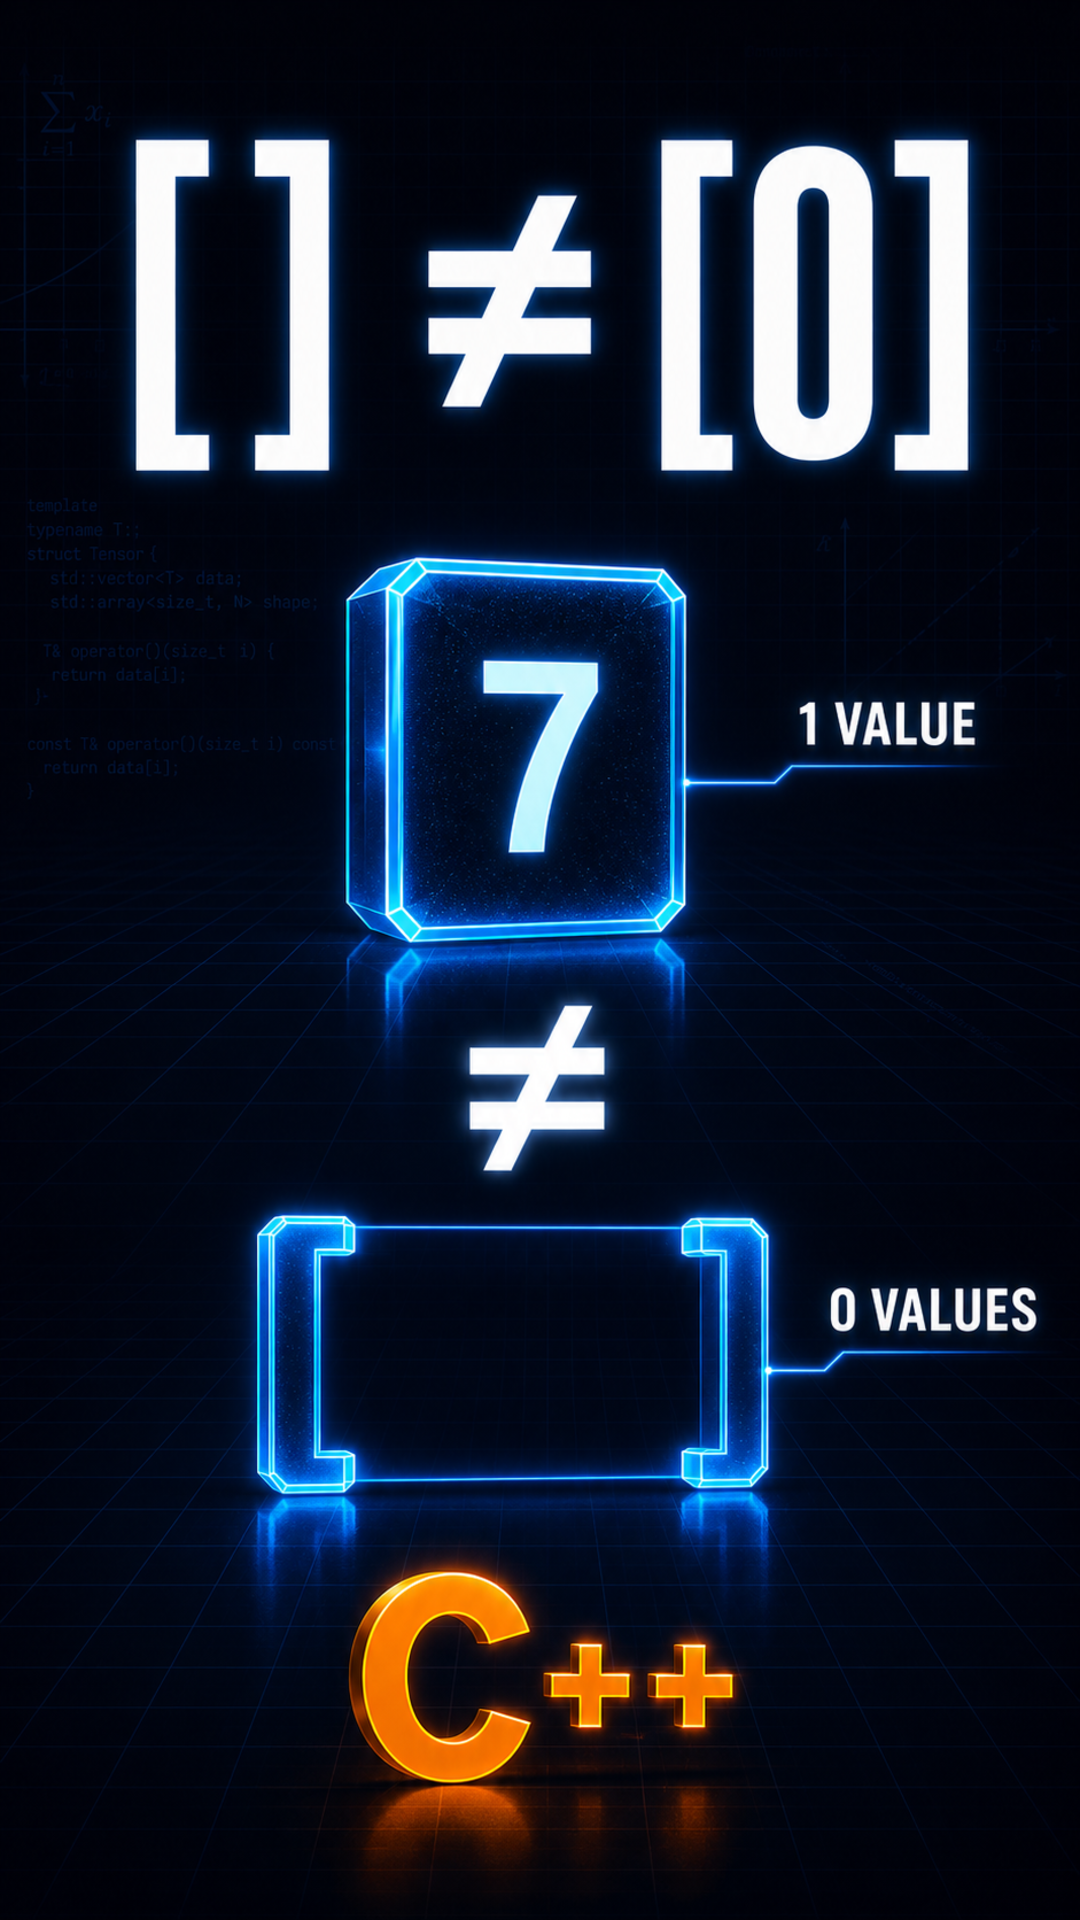 [ ] ≠ [0]
template
typename T:;
struct Tensor {
std::vector<T> data;
std::array<size_t, N> shape;
T& operator()(size_t i) {
return data[i];
}
const T& operator()(size_t i) const
return data[i];
}
7
1 VALUE
≠
[ ]
0 VALUES
C++